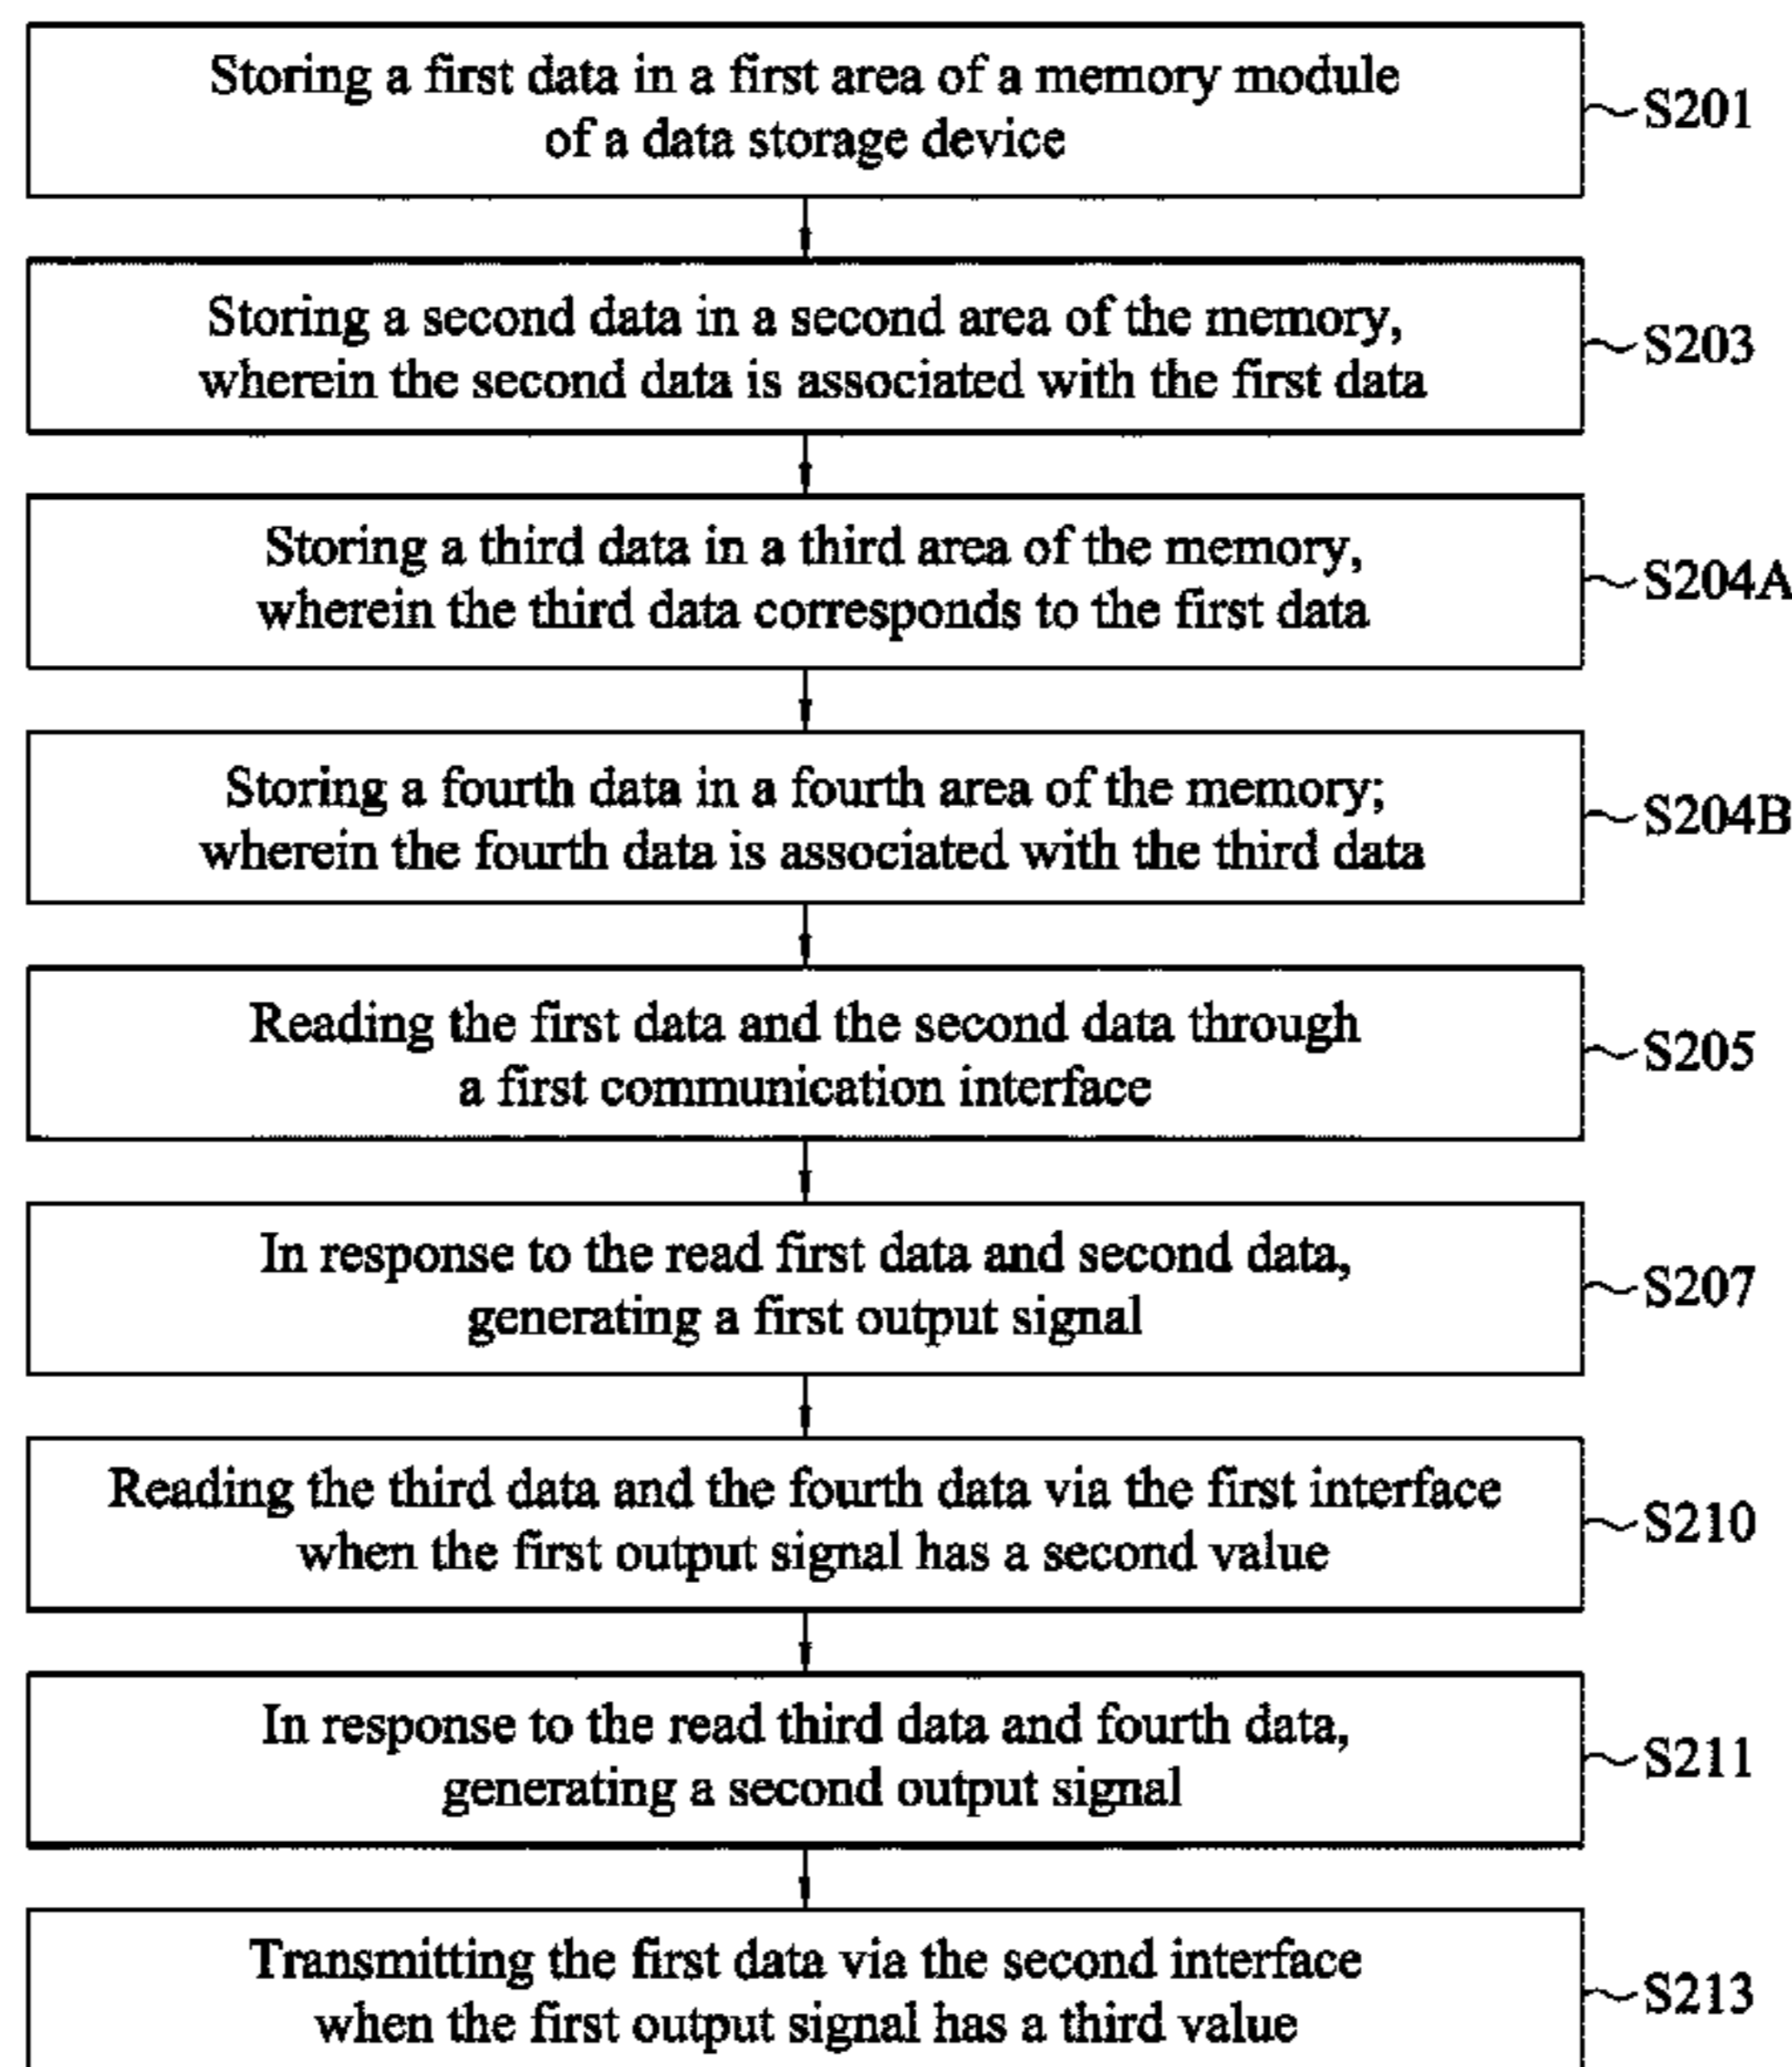 Storing a first data in a first area of a memory module
of a data storage device
S201
Storing a second data in a second area of the memory,
wherein the second data is associated with the first data
S203
Storing a third data in a third area of the memory,
wherein the third data corresponds to the first data
S204A
Storing a fourth data in a fourth area of the memory;
wherein the fourth data is associated with the third data
S204B
Reading the first data and the second data through
a first communication interface
S205
In response to the read first data and second data,
generating a first output signal
S207
Reading the third data and the fourth data via the first interface
when the first output signal has a second value
S210
In response to the read third data and fourth data,
generating a second output signal
S211
Transmitting the first data via the second interface
when the first output signal has a third value
S213